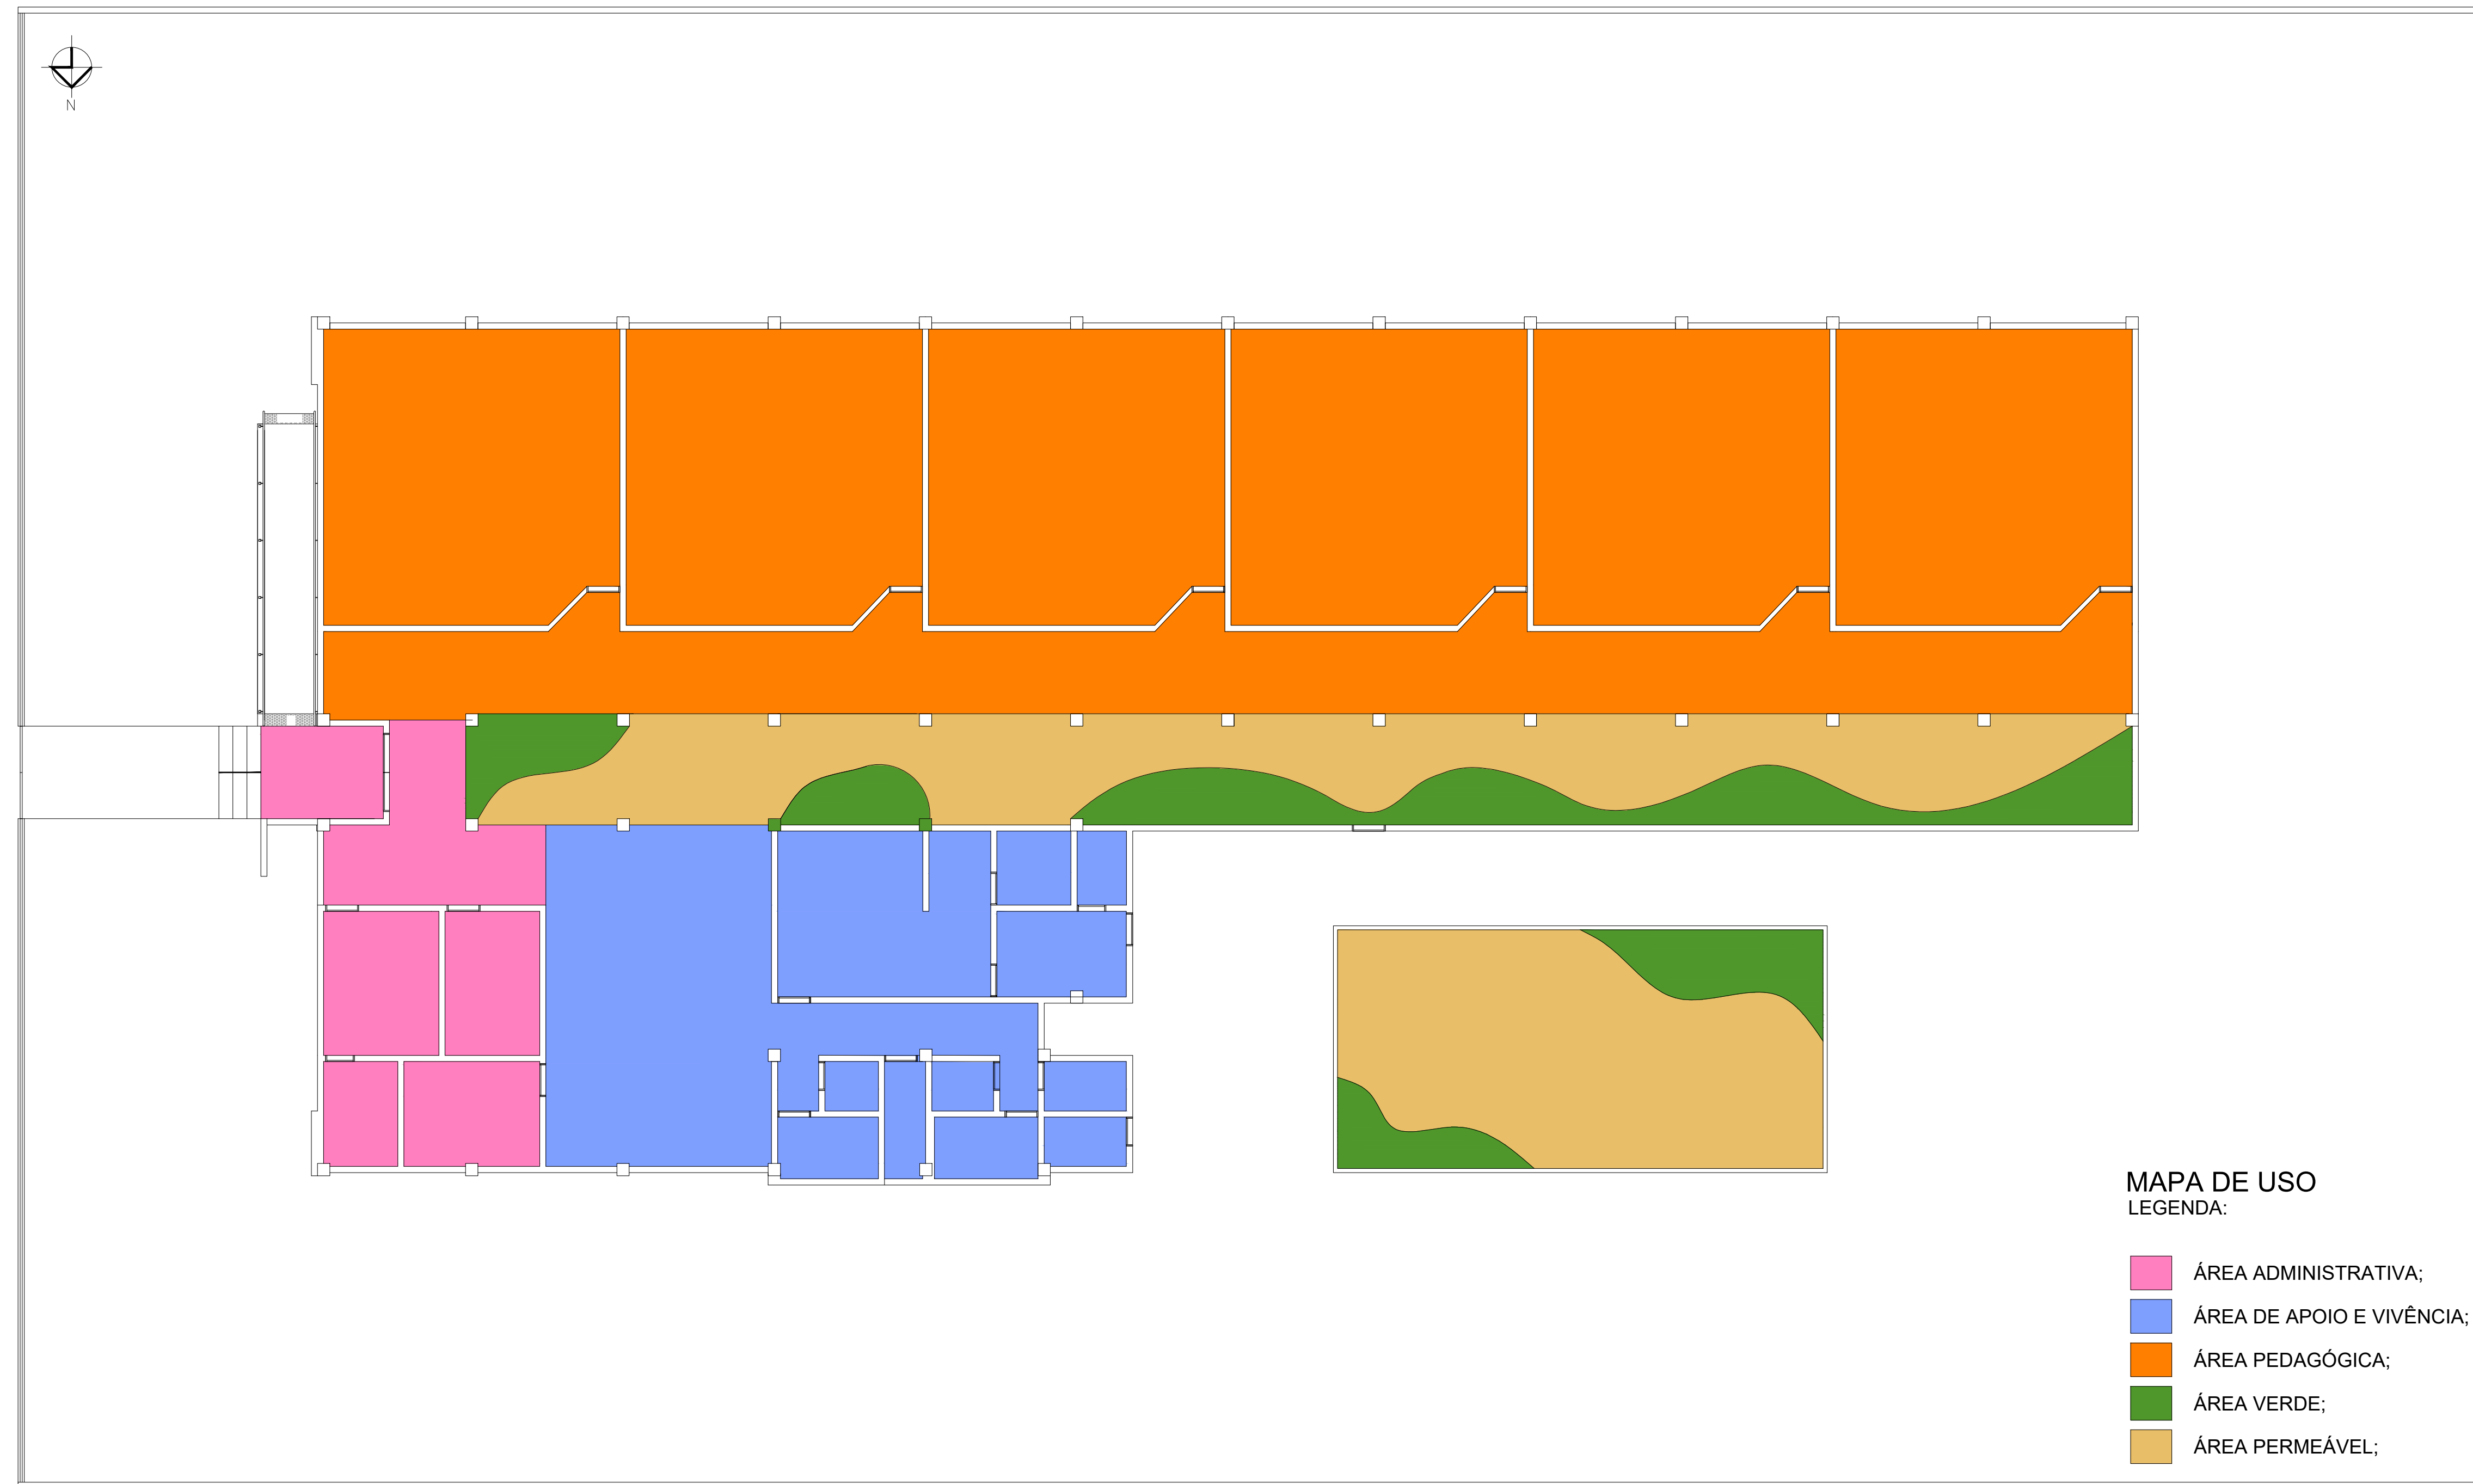 N
MAPA DE USO
LEGENDA:
ÁREA ADMINISTRATIVA;
ÁREA DE APOIO E VIVÊNCIA;
ÁREA PEDAGÓGICA;
ÁREA VERDE;
ÁREA PERMEÁVEL;